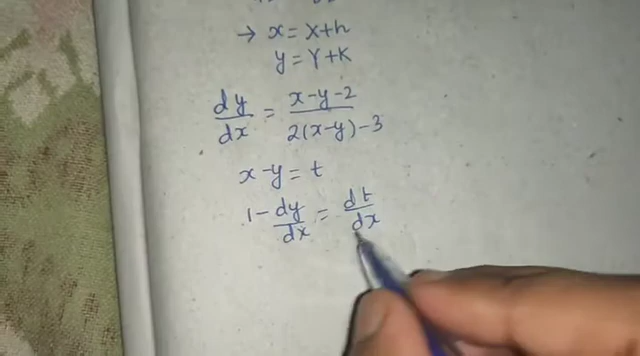 → x = X+h
y = Y+K
dy/dx = x-y-2/2(x-y)-3
x-y = t
1 - dy/dx = dt/dx